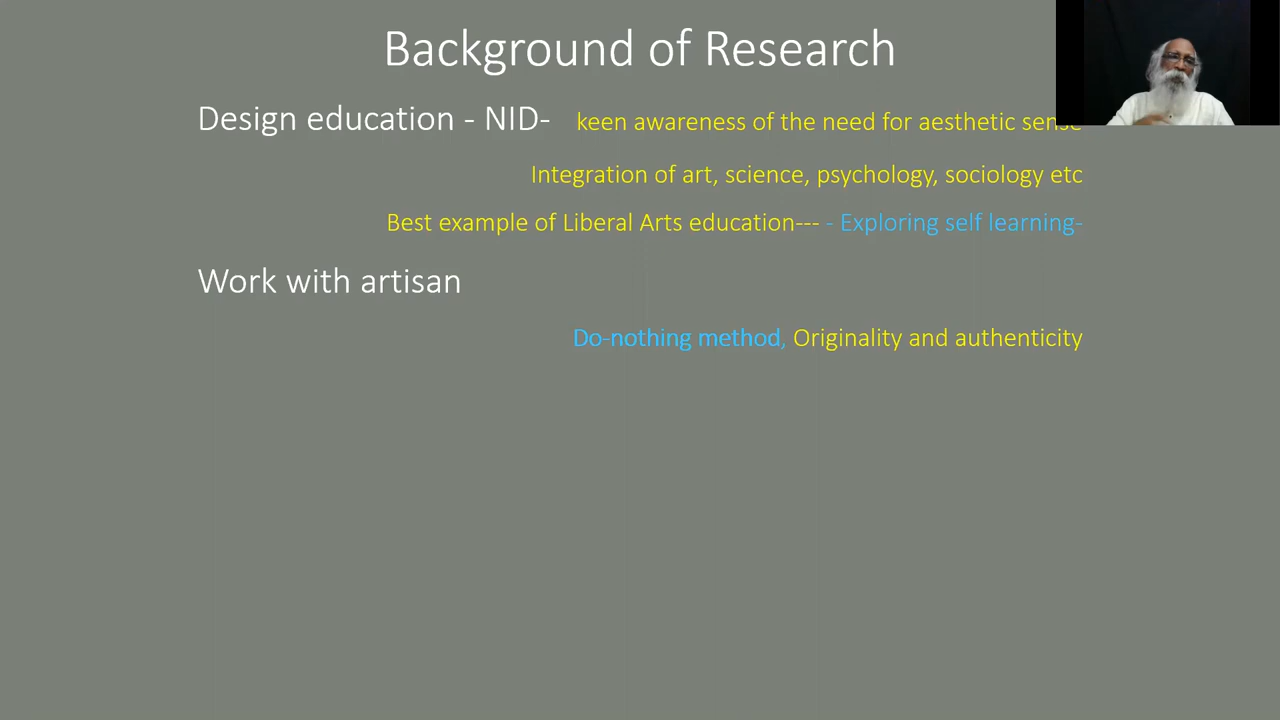 Background of Research
Design education - NID- keen awareness of the need for aesthetic sense
Integration of art, science, psychology, sociology etc
Best example of Liberal Arts education--- - Exploring self learning-
Work with artisan
Do-nothing method, Originality and authenticity